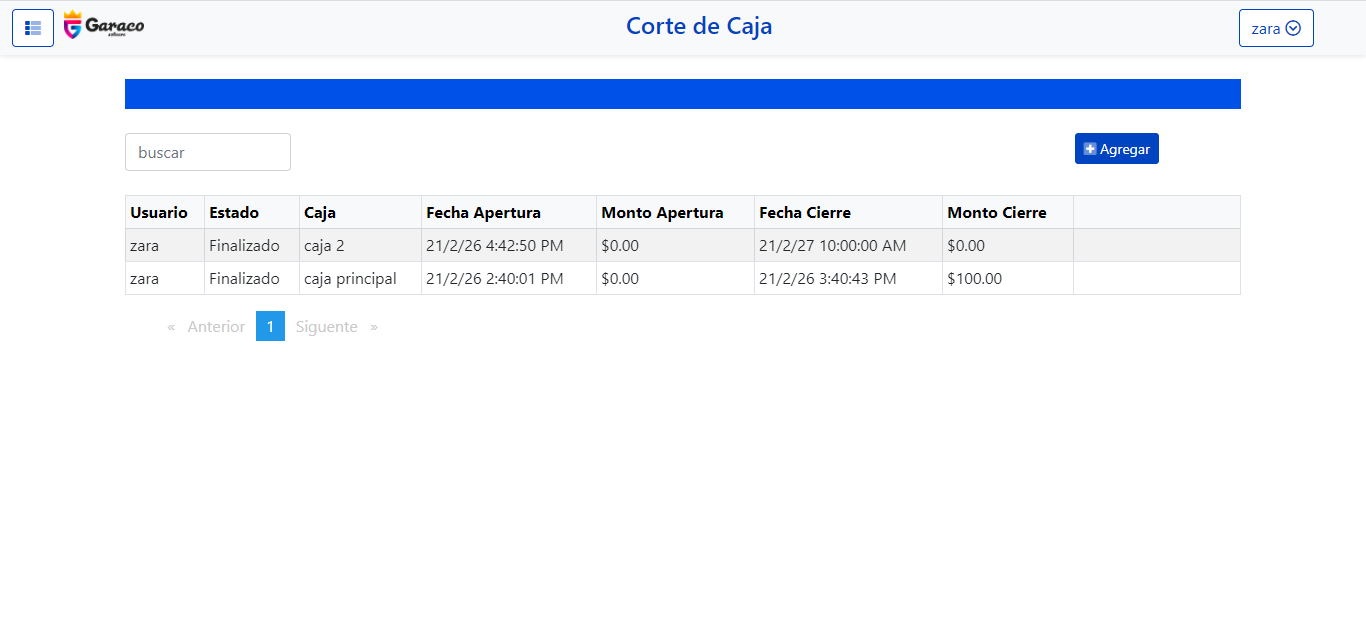 Garaco
Corte de Caja
zara
buscar
Agregar
Usuario Estado Caja Fecha Apertura Monto Apertura Fecha Cierre Monto Cierre
zara Finalizado caja 2 21/2/26 4:42:50 PM $0.00 21/2/27 10:00:00 AM $0.00
zara Finalizado caja principal 21/2/26 2:40:01 PM $0.00 21/2/26 3:40:43 PM $100.00
« Anterior 1 Siguente »